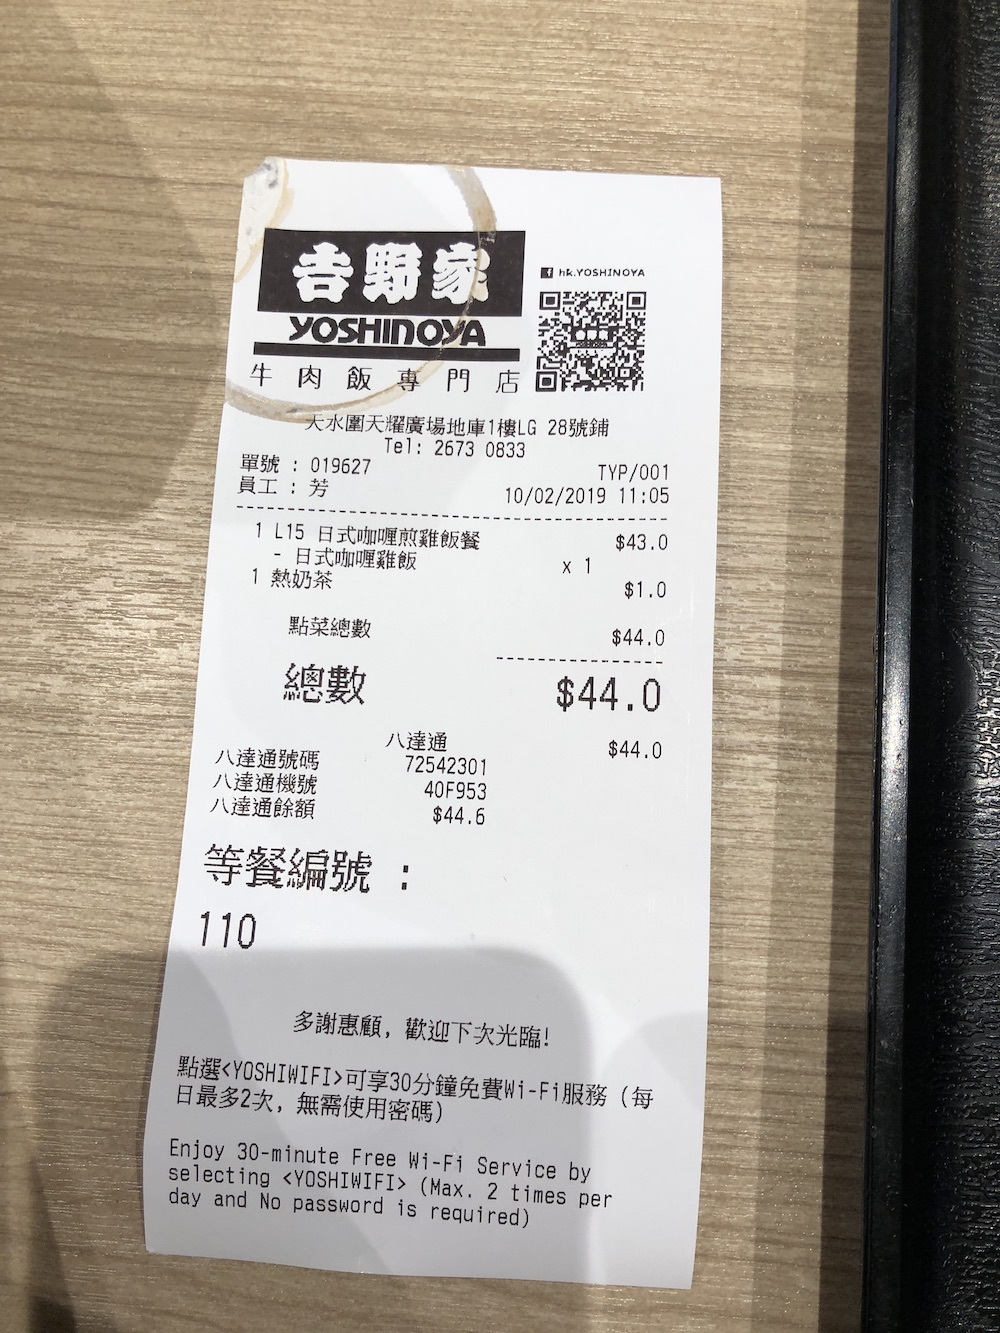 吉野家
YOSHINOYA
牛肉飯專門店
hk.YOSHINOYA
天水圍天耀廣場地庫1樓LG 28號鋪
Tel: 2673 0833
單號 : 019627 TYP/001
員工 : 芳 10/02/2019 11:05
1 L15 日式咖喱煎雞飯餐 $43.0
- 日式咖喱雞飯 x 1
1 熱奶茶 $1.0
點菜總數 $44.0
總數 $44.0
八達通 $44.0
八達通號碼 72542301
八達通機號 40F953
八達通餘額 $44.6
等餐編號 :
110
多謝惠顧, 歡迎下次光臨!
點選<YOSHIWIFI>可享30分鐘免費Wi-Fi服務 (每
日最多2次, 無需使用密碼)
Enjoy 30-minute Free Wi-Fi Service by
selecting <YOSHIWIFI> (Max. 2 times per
day and No password is required)